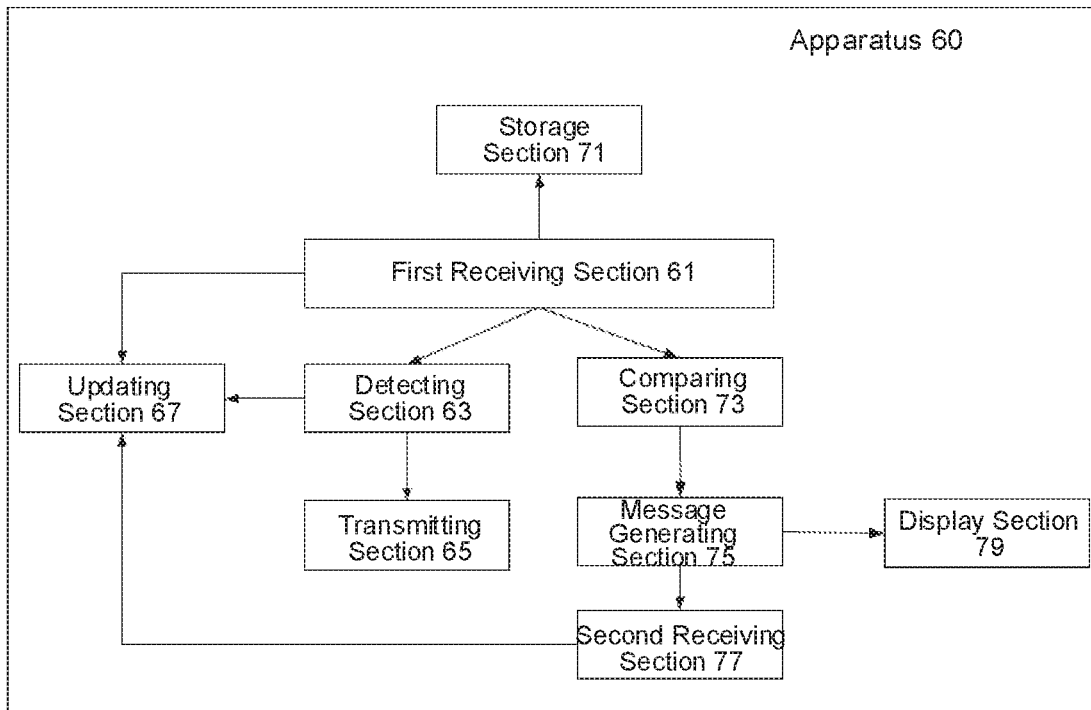 Apparatus 60
Storage
Section 71
First Receiving Section 61
Updating
Section 67
Detecting
Section 63
Comparing
Section 73
Transmitting
Section 65
Message
Generating
Section 75
Display Section
79
Second Receiving
Section 77